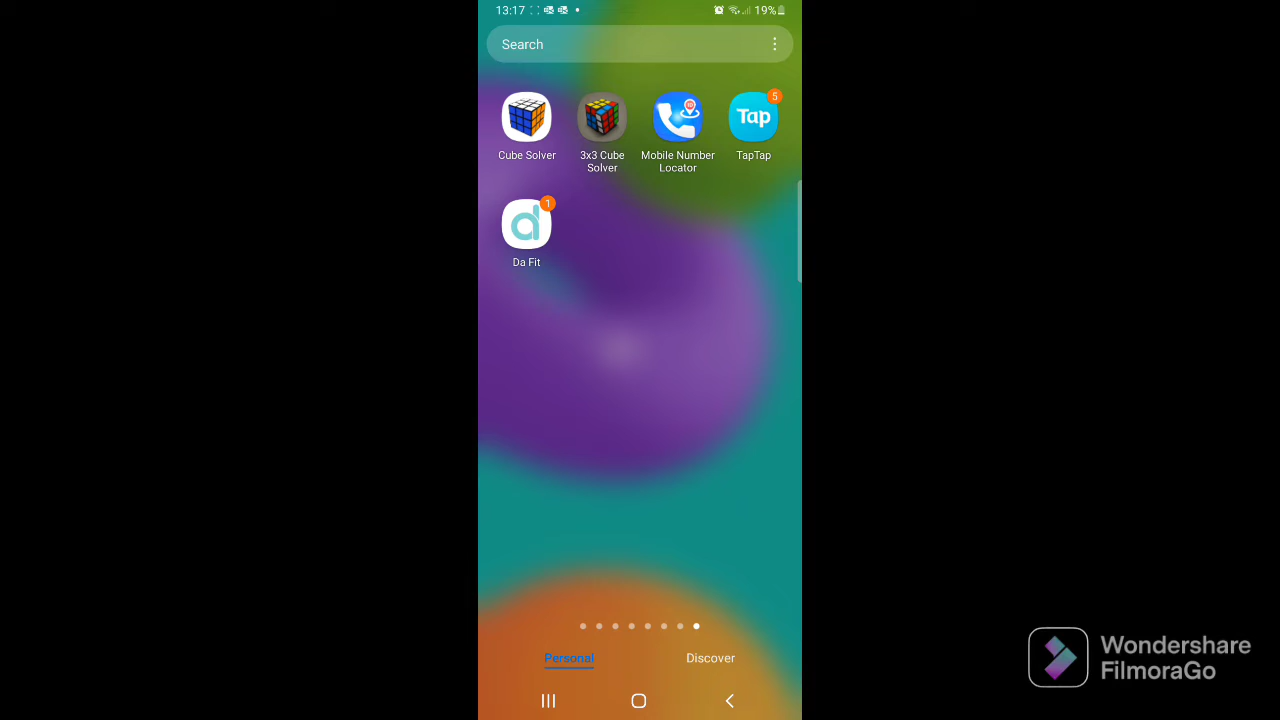 13:17 19%
Search
5
Tap
Cube Solver 3x3 Cube Mobile Number TapTap
Solver Locator
1
Da Fit
Personal Discover
Wondershare
FilmoraGo